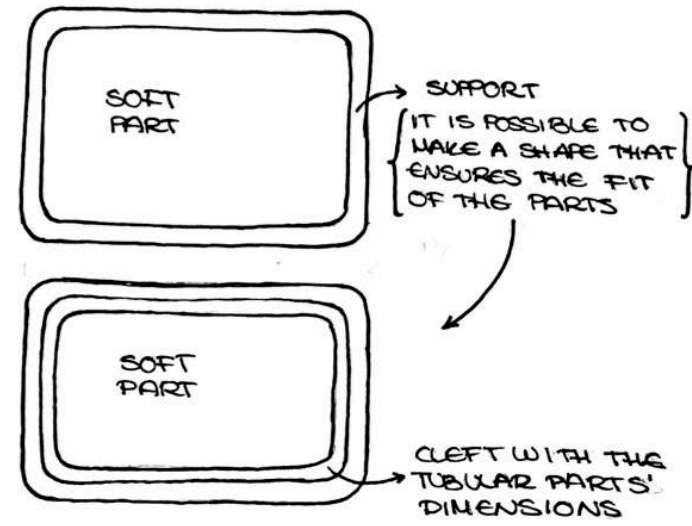 SOFT
PART
SUPPORT
IT IS POSSIBLE TO
MAKE A SHAPE THAT
ENSURES THE FIT
OF THE PARTS
SOFT
PART
CLEFT WITH THE
TUBULAR PARTS'
DIMENSIONS